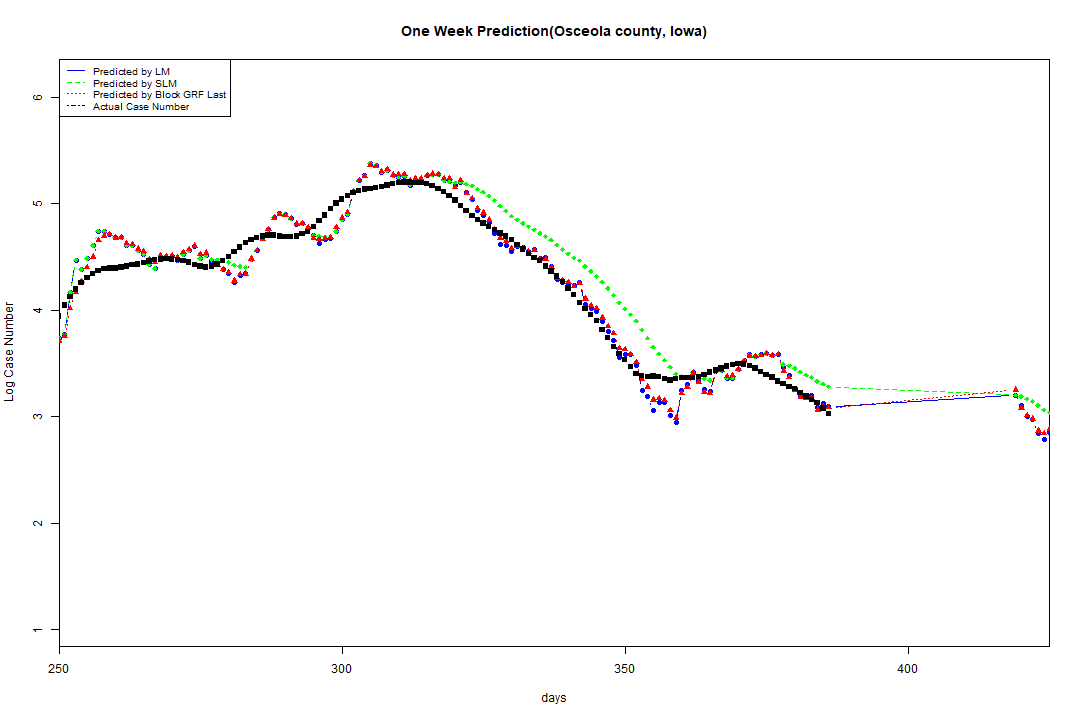 One Week Prediction(Osceola county, Iowa)
Predicted by LM
Predicted by SLM
Predicted by Block GRF Last
Actual Case Number
6
5
4
3
2
1
Log Case Number
250
300
350
400
days